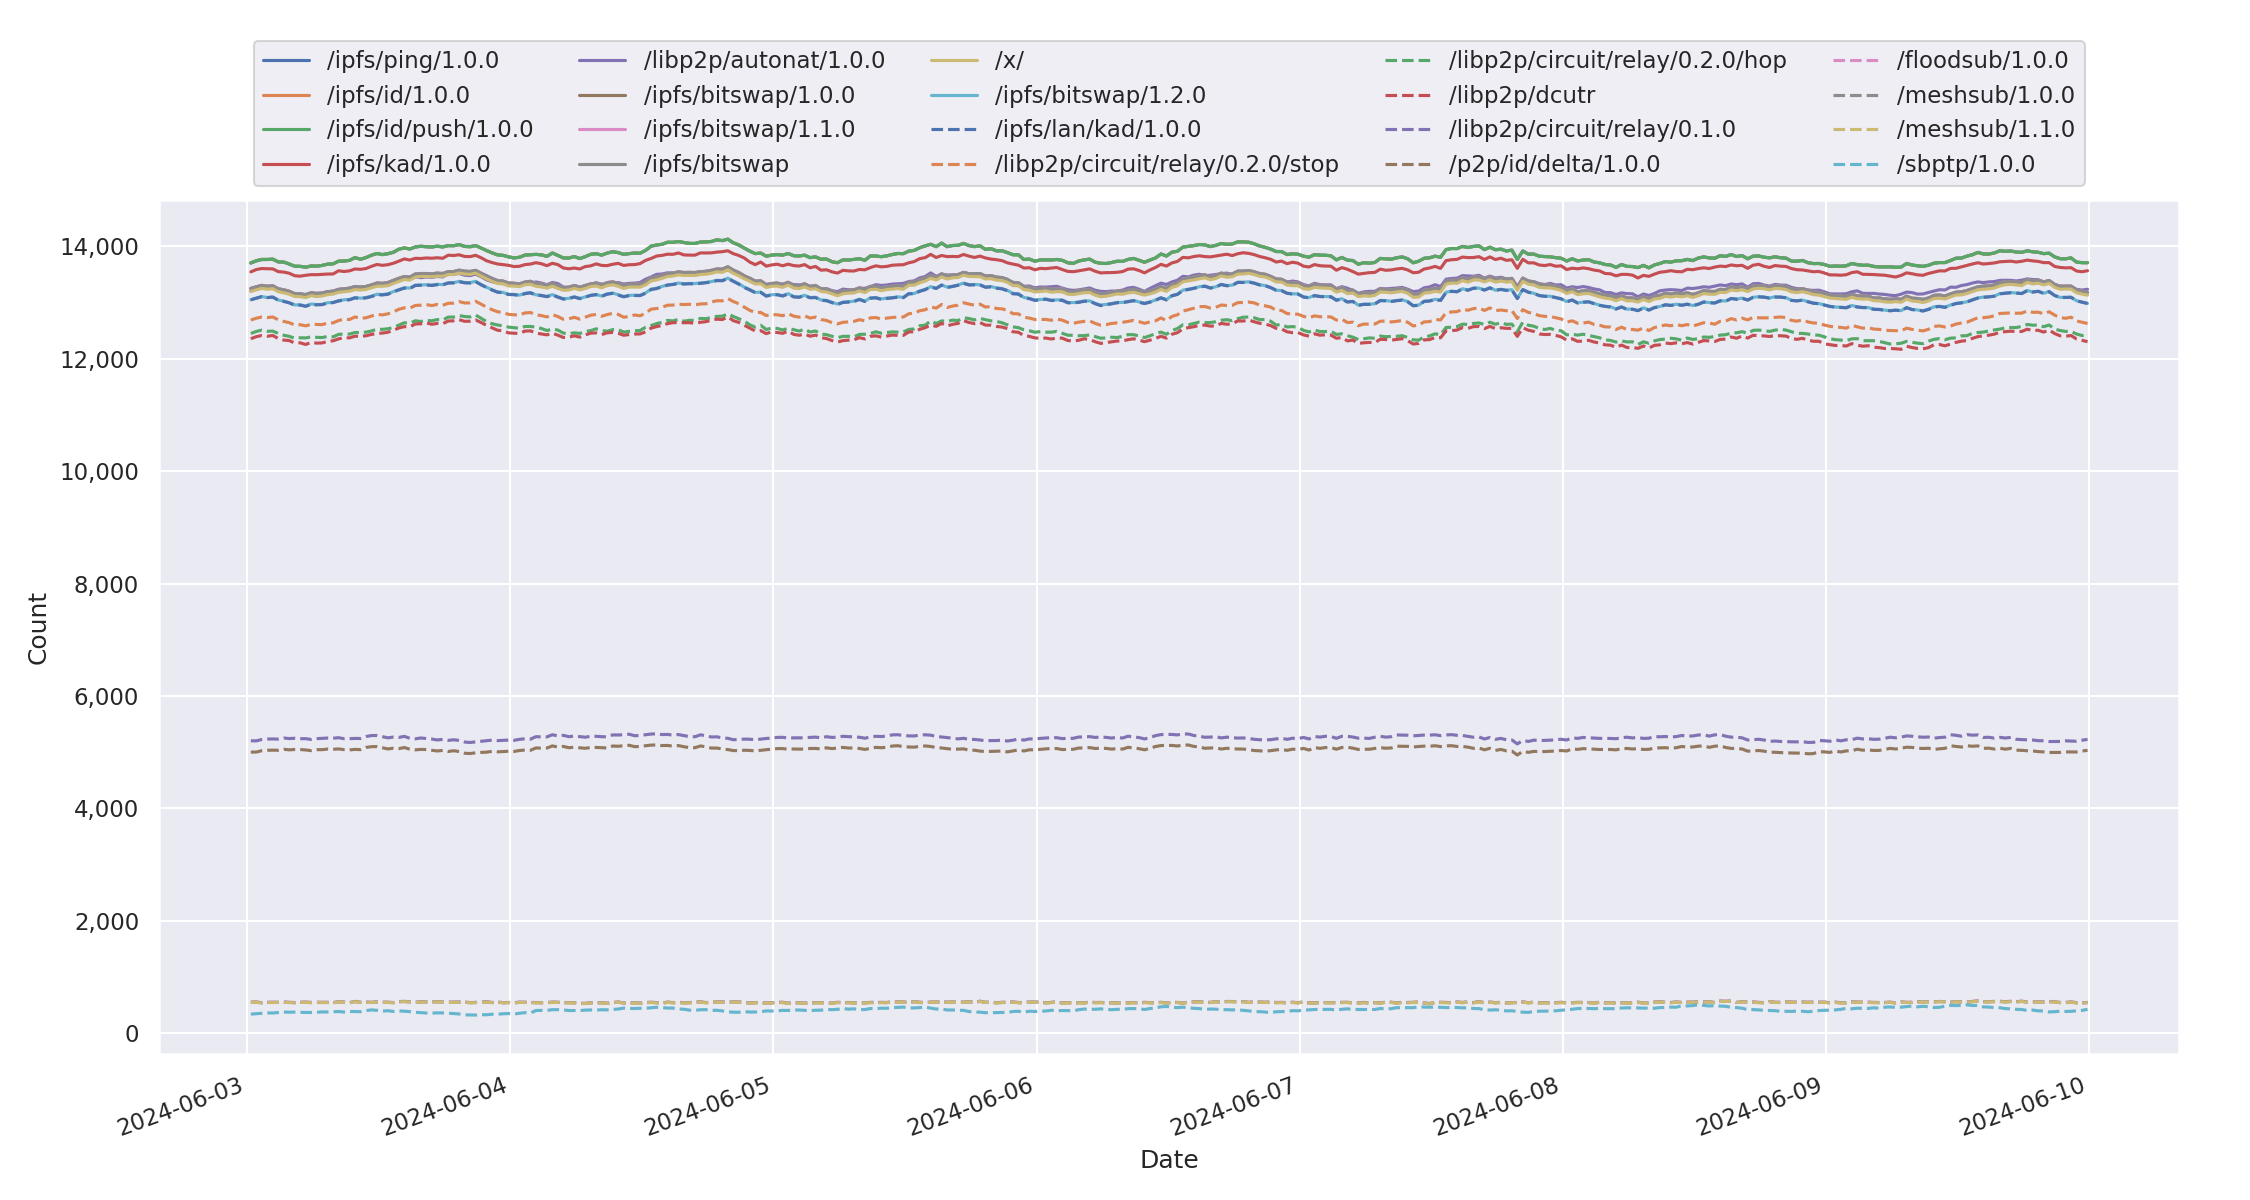 /ipfs/ping/1.0.0
/ipfs/id/1.0.0
/ipfs/id/push/1.0.0
/ipfs/kad/1.0.0
/libp2p/autonat/1.0.0
/ipfs/bitswap/1.0.0
/ipfs/bitswap/1.1.0
/ipfs/bitswap
/x/
/ipfs/bitswap/1.2.0
/ipfs/lan/kad/1.0.0
/libp2p/circuit/relay/0.2.0/stop
/libp2p/circuit/relay/0.2.0/hop
/libp2p/dcutr
/libp2p/circuit/relay/0.1.0
/p2p/id/delta/1.0.0
/floodsub/1.0.0
/meshsub/1.0.0
/meshsub/1.1.0
/sbptp/1.0.0
14,000
12,000
10,000
8,000
6,000
4,000
2,000
0
Count
2024-06-03
2024-06-04
2024-06-05
2024-06-06
2024-06-07
2024-06-08
2024-06-09
2024-06-10
Date